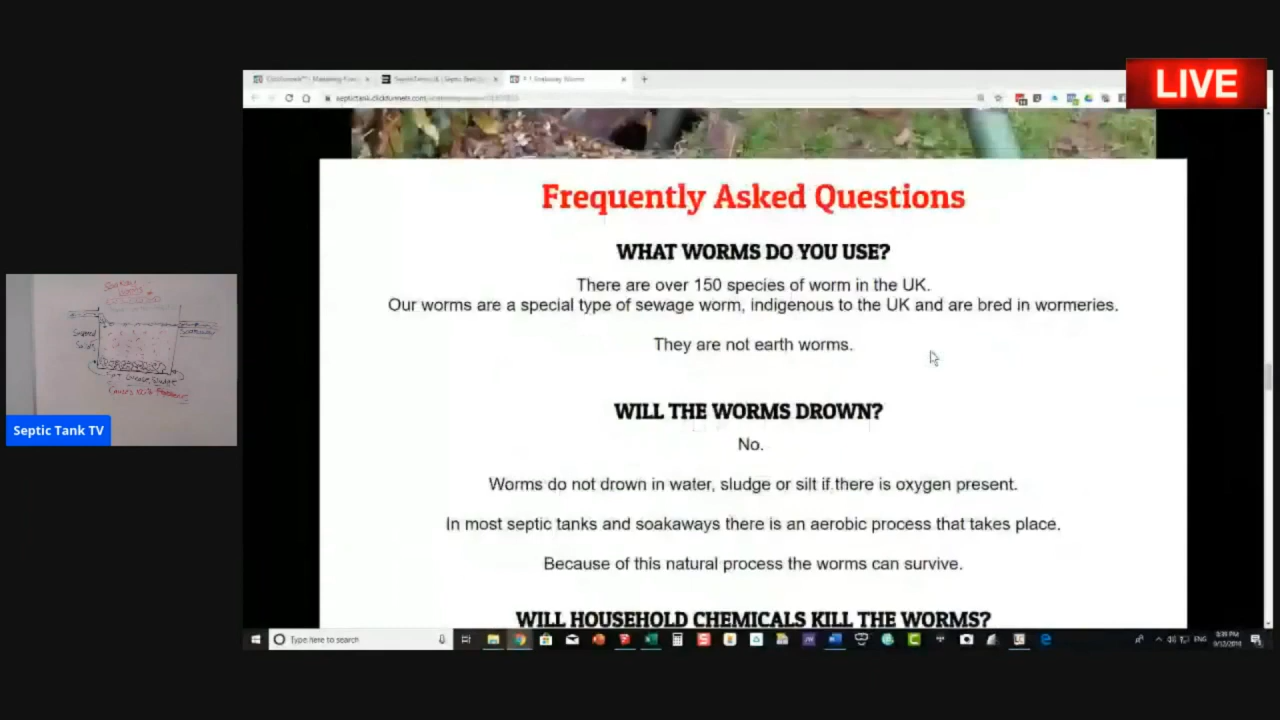 LIVE
Frequently Asked Questions
WHAT WORMS DO YOU USE?
There are over 150 species of worm in the UK.
Our worms are a special type of sewage worm, indigenous to the UK and are bred in wormeries.
They are not earth worms.
WILL THE WORMS DROWN?
No.
Worms do not drown in water, sludge or silt if there is oxygen present.
In most septic tanks and soakaways there is an aerobic process that takes place.
Because of this natural process the worms can survive.
WILL HOUSEHOLD CHEMICALS KILL THE WORMS?
Septic Tank TV
Type here to search
ENG